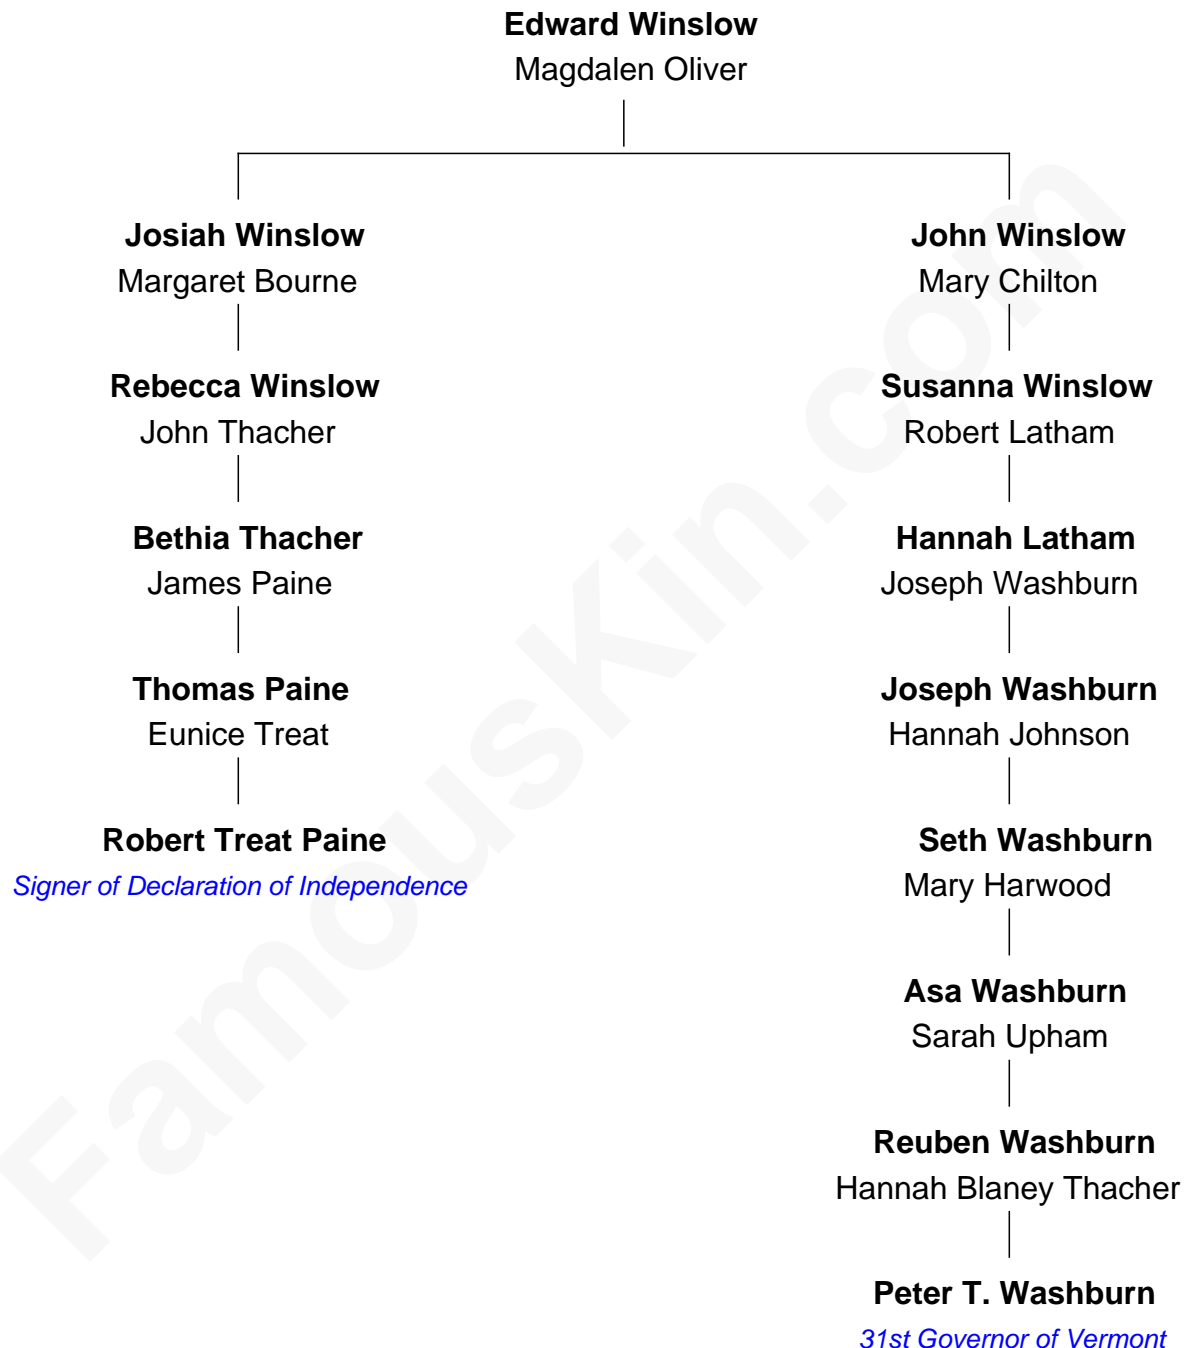 Edward Winslow
Magdalen Oliver
Josiah Winslow
Margaret Bourne
Rebecca Winslow
John Thacher
Bethia Thacher
James Paine
Thomas Paine
Eunice Treat
Robert Treat Paine
Signer of Declaration of Independence
John Winslow
Mary Chilton
Susanna Winslow
Robert Latham
Hannah Latham
Joseph Washburn
Joseph Washburn
Hannah Johnson
Seth Washburn
Mary Harwood
Asa Washburn
Sarah Upham
Reuben Washburn
Hannah Blaney Thacher
Peter T. Washburn
31st Governor of Vermont
FamousKin.com